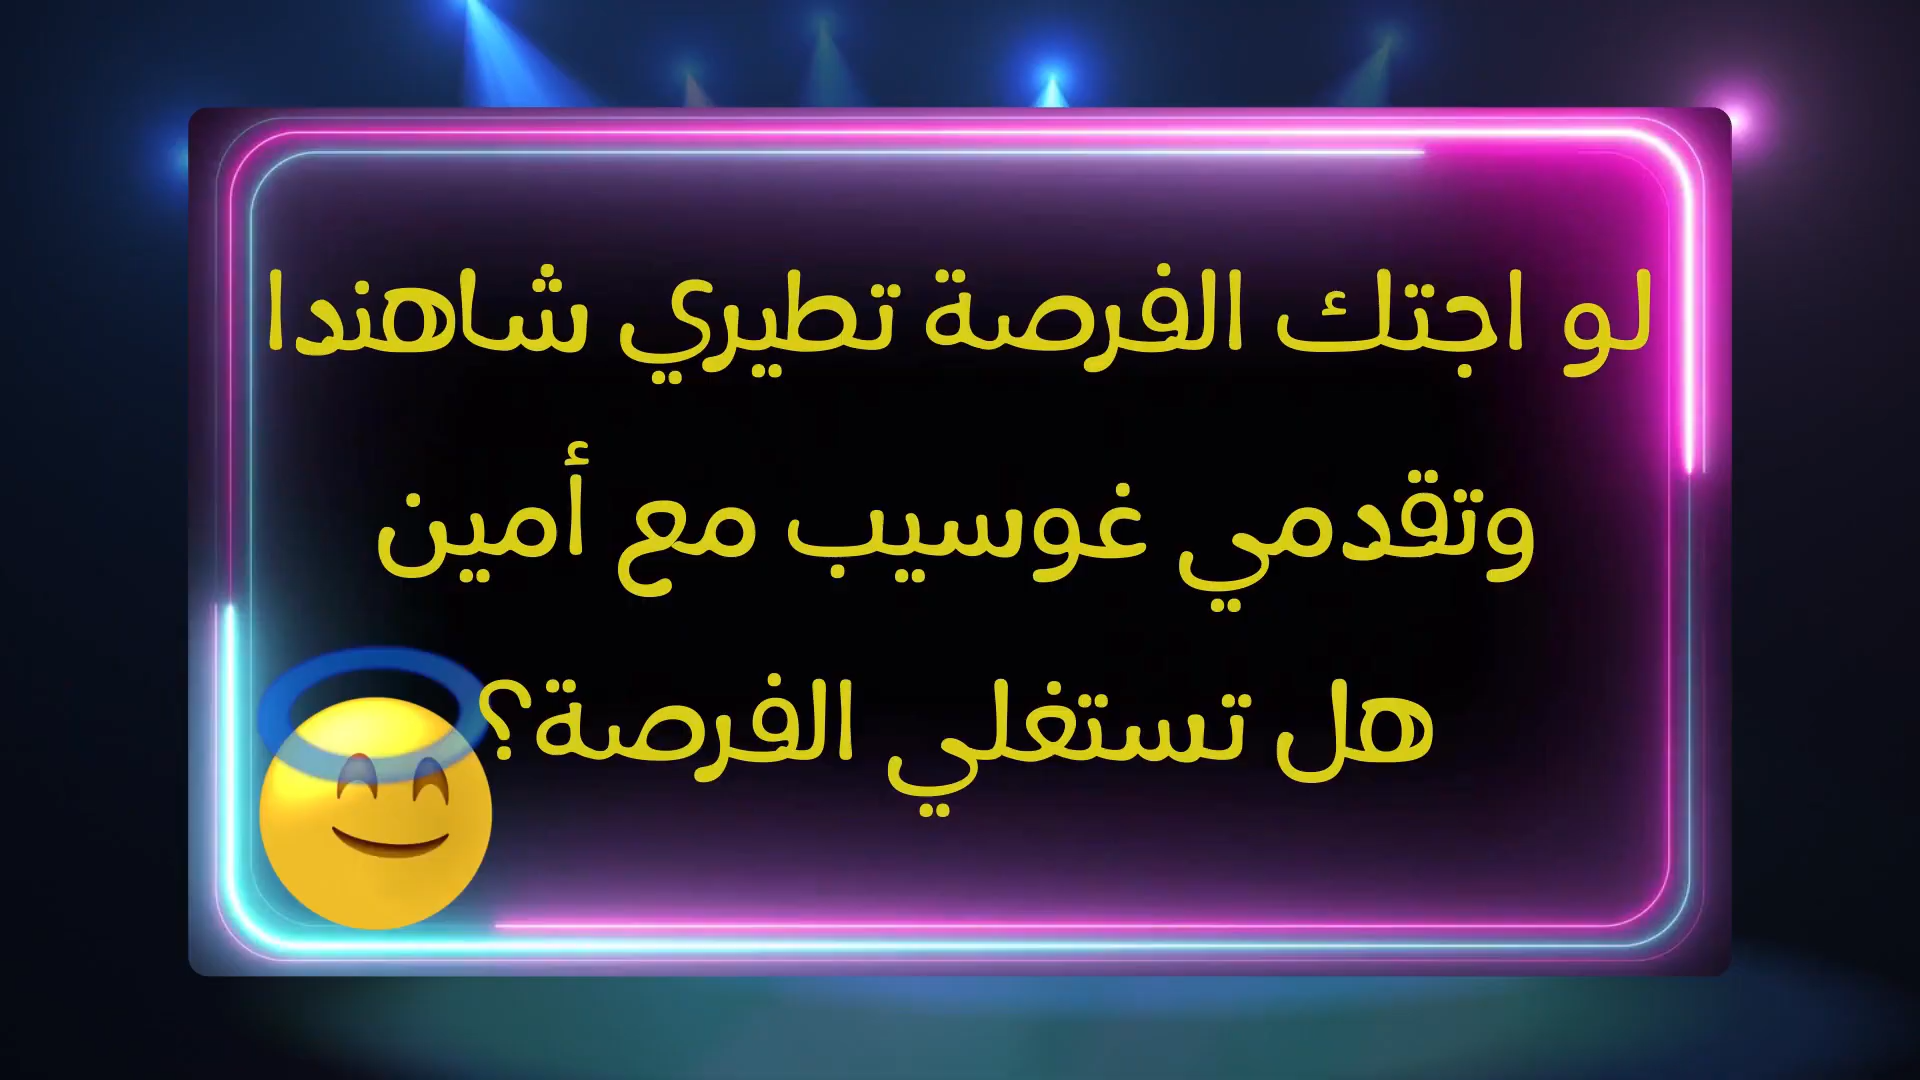 لو اجتك الفرصة تطيري شاهندا
وتقدمي غوسيب مع أمين
هل تستغلي الفرصة؟